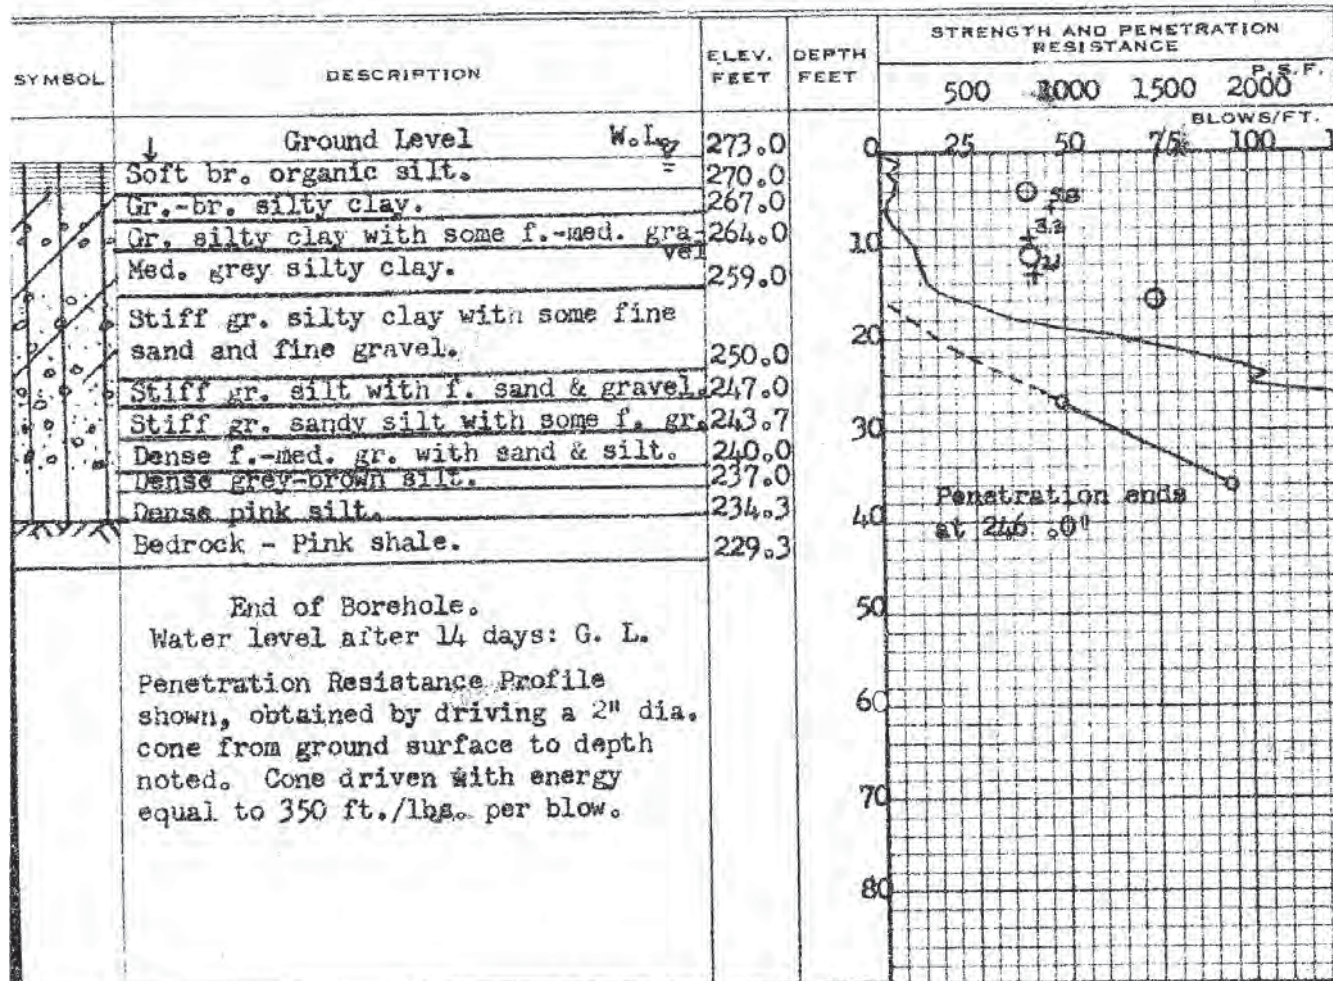 SYMBOL DESCRIPTION ELEV. FEET DEPTH FEET STRENGTH AND PENETRATION RESISTANCE
P.S.F.
500 1000 1500 2000
BLOWS/FT.
0 25 50 75 100
Ground Level W.L. 273.0
Soft br. organic silt. 270.0
Gr.-br. silty clay. 267.0
Gr. silty clay with some f.-med. gra- 264.0
vel
Med. grey silty clay. 259.0
Stiff gr. silty clay with some fine
sand and fine gravel. 250.0
Stiff gr. silt with f. sand & gravel. 247.0
Stiff gr. sandy silt with some f. gr. 243.7
Dense f.-med. gr. with sand & silt. 240.0
Dense grey-brown silt. 237.0
Dense pink silt. 234.3
Bedrock - Pink shale. 229.3
End of Borehole.
Water level after 14 days: G. L.
Penetration Resistance Profile
shown, obtained by driving a 2" dia.
cone from ground surface to depth
noted. Cone driven with energy
equal to 350 ft./lbs. per blow.
3.2
10
20
30
Penetration ends
at 246 .0"
40
50
60
70
80